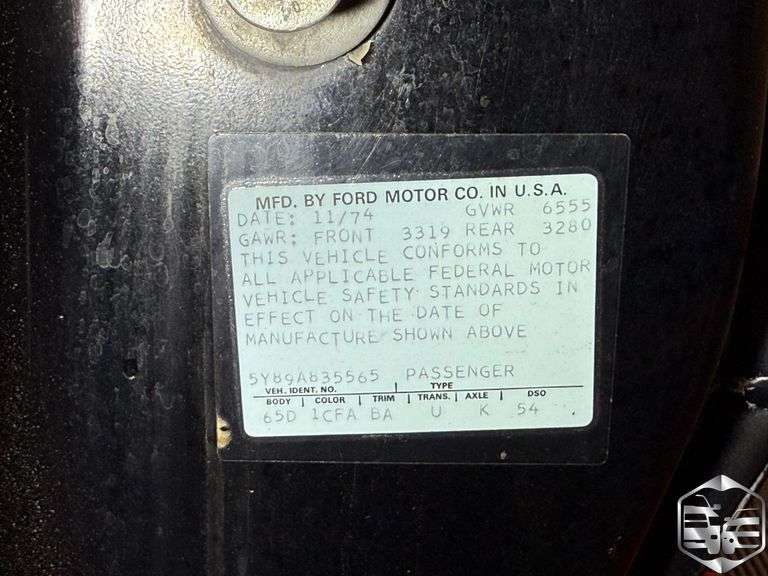 MFD. BY FORD MOTOR CO. IN U.S.A.
DATE: 11/74 GVWR 6555
GAWR: FRONT 3319 REAR 3280
THIS VEHICLE CONFORMS TO
ALL APPLICABLE FEDERAL MOTOR
VEHICLE SAFETY STANDARDS IN
EFFECT ON THE DATE OF
MANUFACTURE SHOWN ABOVE
5Y89A835565 PASSENGER
VEH. IDENT. NO. TYPE
BODY COLOR TRIM TRANS. AXLE DSO
65D 1CFA BA U K 54